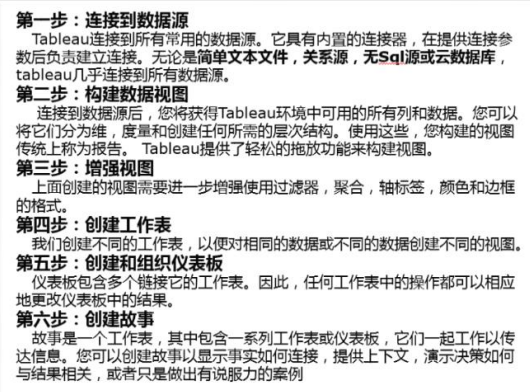 第一步：连接到数据源
Tableau连接到所有常用的数据源。它具有内置的连接器，在提供连接参
数后负责建立连接。无论是简单文本文件，关系源，无Sql源或云数据库，
tableau几乎连接到所有数据源。
第二步：构建数据视图
连接到数据源后，您将获得Tableau环境中可用的所有列和数据。您可以
将它们分为维，度量和创建任何所需的层次结构。使用这些，您构建的视图
传统上称为报告。 Tableau提供了轻松的拖放功能来构建视图。
第三步：增强视图
上面创建的视图需要进一步增强使用过滤器，聚合，轴标签，颜色和边框
的格式。
第四步：创建工作表
我们创建不同的工作表，以便对相同的数据或不同的数据创建不同的视图。
第五步：创建和组织仪表板
仪表板包含多个链接它的工作表。因此，任何工作表中的操作都可以相应
地更改仪表板中的结果。
第六步：创建故事
故事是一个工作表，其中包含一系列工作表或仪表板，它们一起工作以传
达信息。您可以创建故事以显示事实如何连接，提供上下文，演示决策如何
与结果相关，或者只是做出有说服力的案例